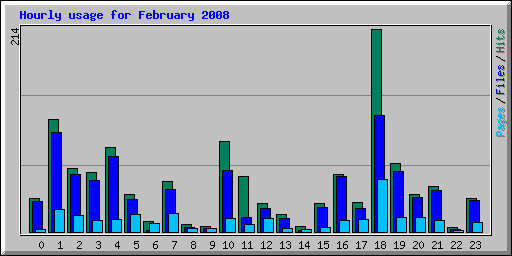 Hourly usage for February 2008
214
Pages/Files/Hits
0 1 2 3 4 5 6 7 8 9 10 11 12 13 14 15 16 17 18 19 20 21 22 23